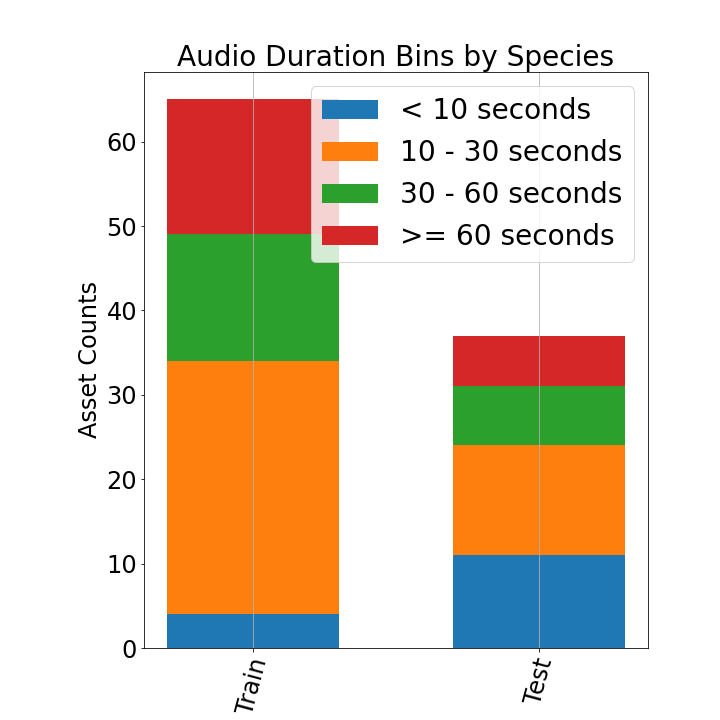 Audio Duration Bins by Species
< 10 seconds
10 - 30 seconds
30 - 60 seconds
>= 60 seconds
Asset Counts
60
50
40
30
20
10
0
Train
Test